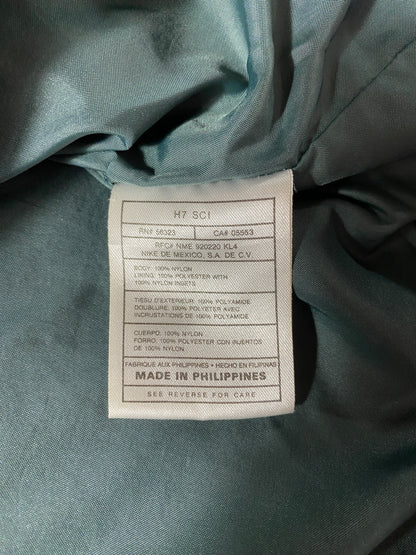 H7 SCI
RN# 56323 CA# 05553
RFC# NME 920220 KL4
NIKE DE MEXICO, S.A. DE C.V.
BODY: 100% NYLON
LINING: 100% POLYESTER WITH
100% NYLON INSETS
TISSU D'EXTERIEUR: 100% POLYAMIDE
DOUBLURE: 100% POLYESTER AVEC
INCRUSTATIONS DE 100% POLYAMIDE
CUERPO: 100% NYLON
FORRO: 100% POLYESTER CON INSERTOS
DE 100% NYLON
FABRIQUE AUX PHILIPPINES • HECHO EN FILIPINAS
MADE IN PHILIPPINES
SEE REVERSE FOR CARE